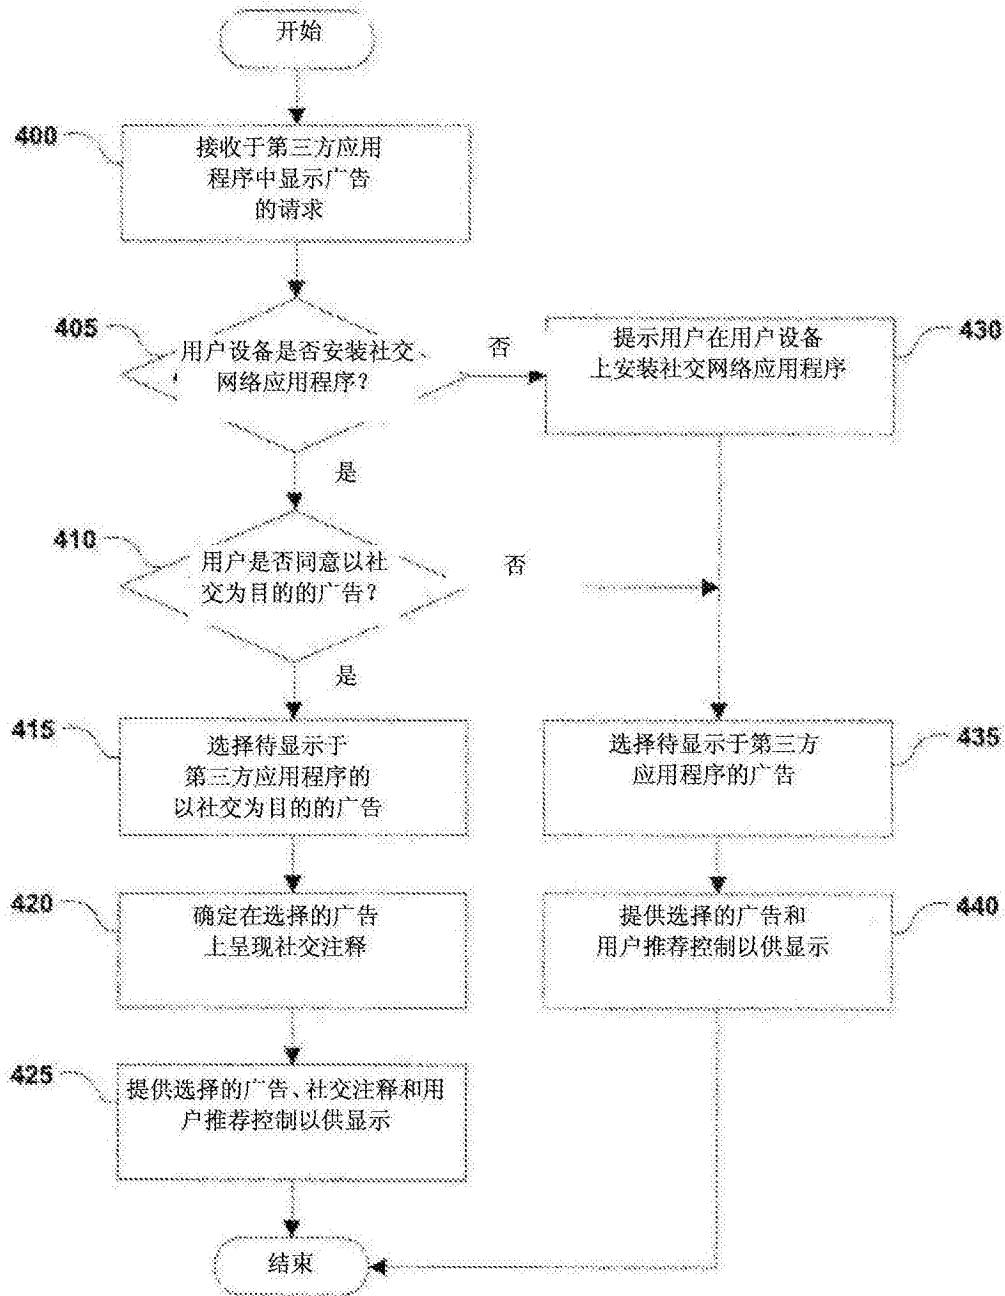 开始
400
接收于第三方应用
程序中显示广告
的请求
405
用户设备是否安装社交
网络应用程序？
否
提示用户在用户设备
上安装社交网络应用程序
430
是
410
用户是否同意以社
交为目的的广告？
否
是
415
选择待显示于
第三方应用程序的
以社交为目的的广告
选择待显示于第三方
应用程序的广告
435
420
确定在选择的广告
上呈现社交注释
提供选择的广告和
用户推荐控制以供显示
440
425
提供选择的广告、社交注释和用
户推荐控制以供显示
结束